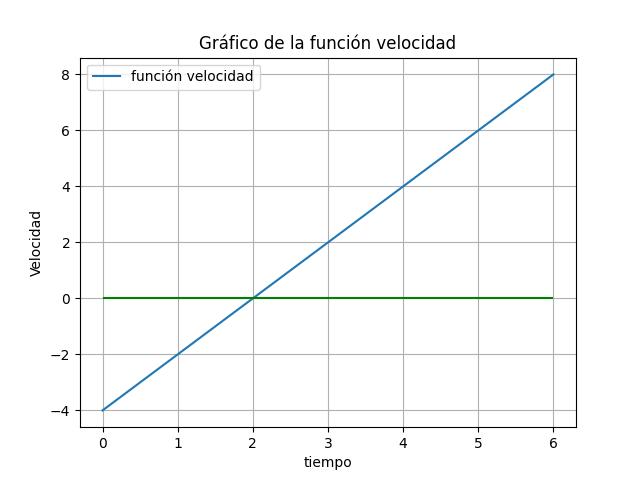 Gráfico de la función velocidad
función velocidad
8
6
4
2
0
−2
−4
Velocidad
0 1 2 3 4 5 6
tiempo